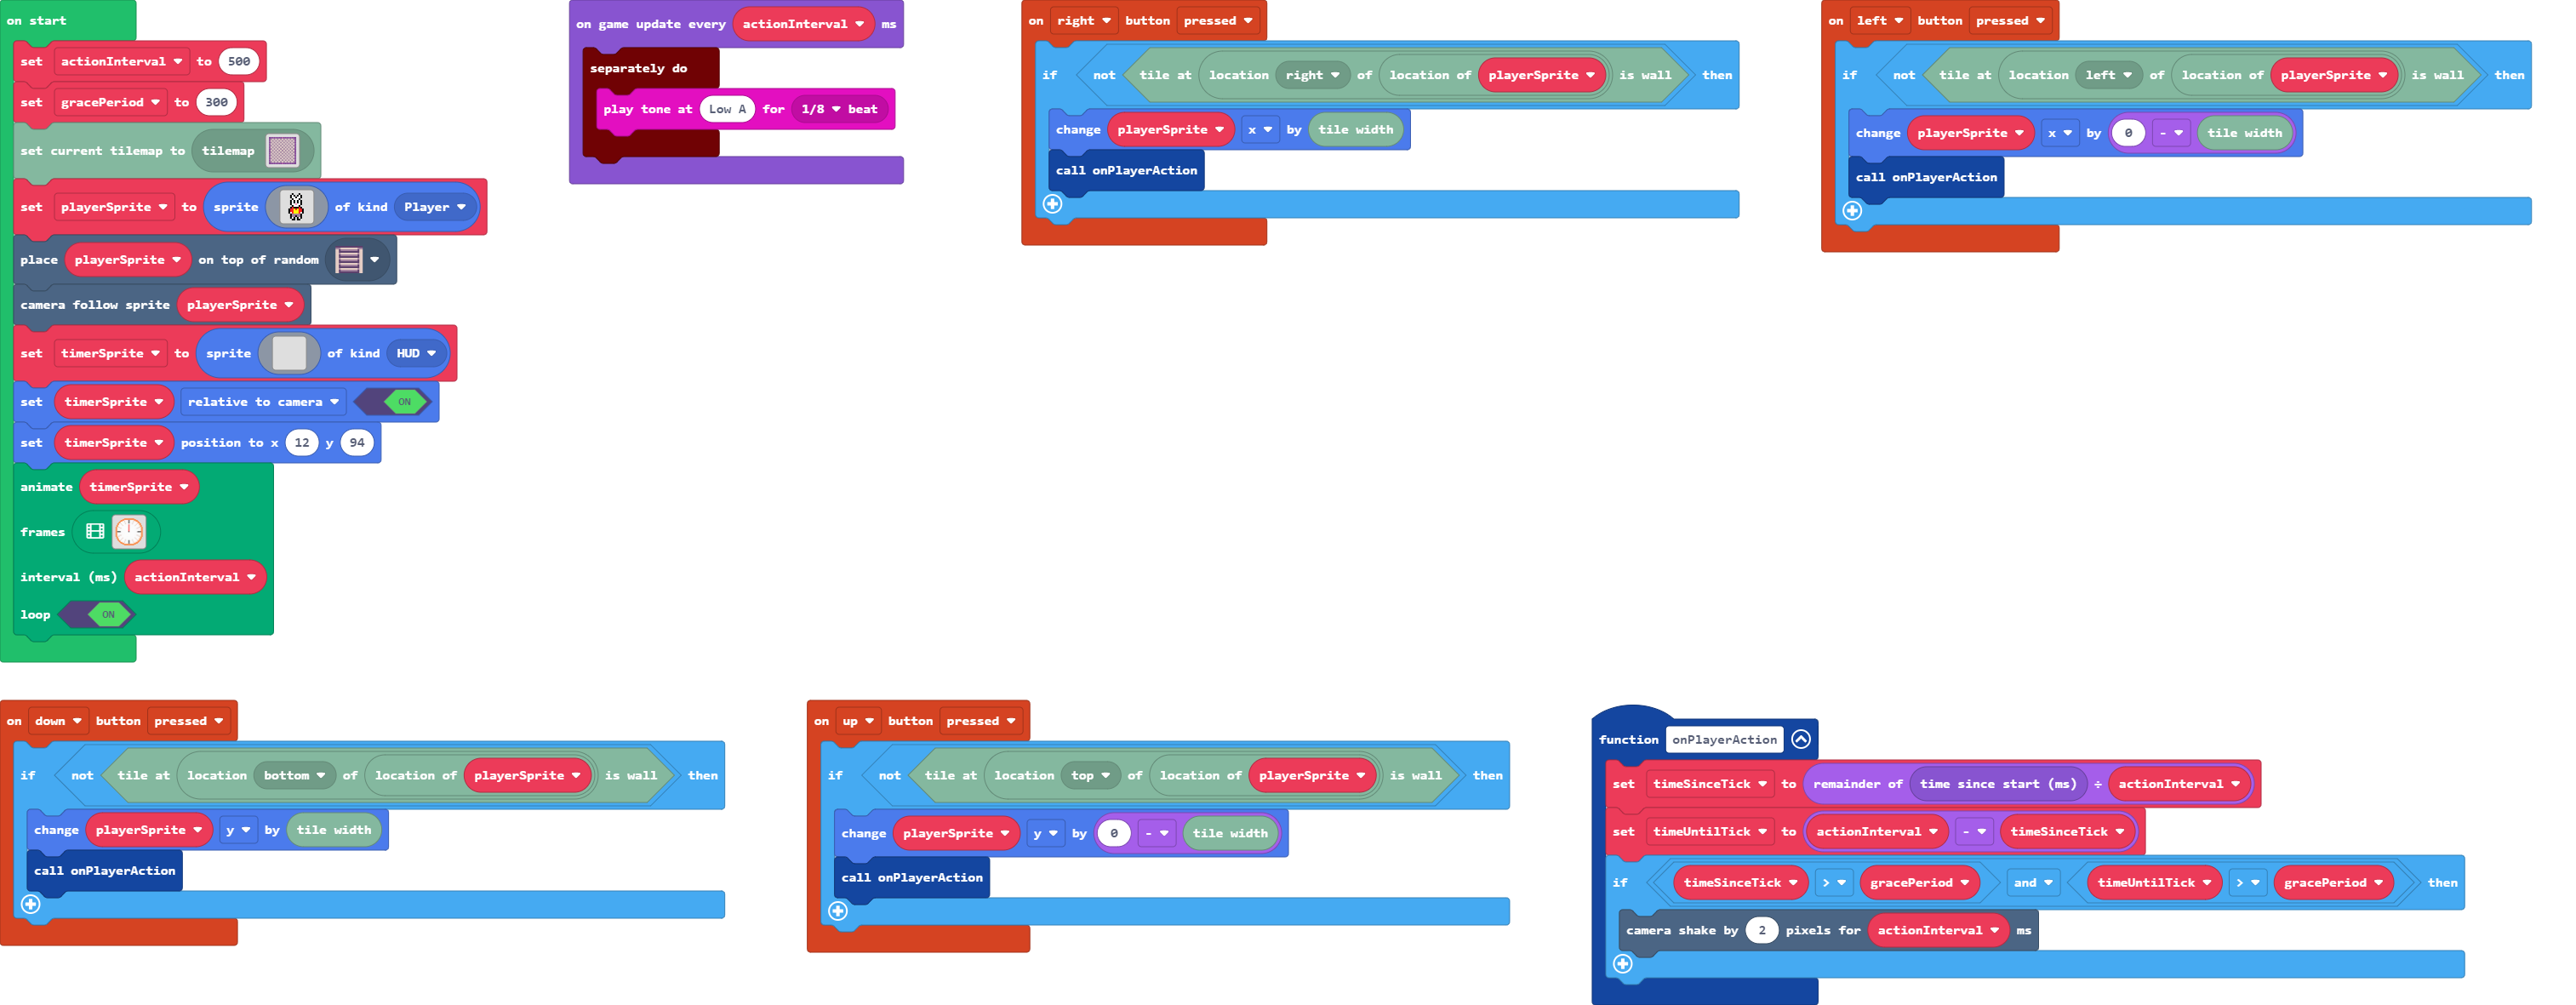 on start
set actionInterval to 500
set gracePeriod to 300
set current tilemap to tilemap
set playerSprite to sprite of kind Player
place playerSprite on top of random
camera follow sprite playerSprite
set timerSprite to sprite of kind HUD
set timerSprite relative to camera ON
set timerSprite position to x 12 y 94
animate timerSprite
frames
interval (ms) actionInterval
loop ON
on game update every actionInterval ms
separately do
play tone at Low A for 1/8 beat
on right button pressed
if not tile at location right of location of playerSprite is wall then
change playerSprite x by tile width
call onPlayerAction
on left button pressed
if not tile at location left of location of playerSprite is wall then
change playerSprite x by 0 - tile width
call onPlayerAction
on down button pressed
if not tile at location bottom of location of playerSprite is wall then
change playerSprite y by tile width
call onPlayerAction
on up button pressed
if not tile at location top of location of playerSprite is wall then
change playerSprite y by 0 - tile width
call onPlayerAction
function onPlayerAction
set timeSinceTick to remainder of time since start (ms) ÷ actionInterval
set timeUntilTick to actionInterval - timeSinceTick
if timeSinceTick > gracePeriod and timeUntilTick > gracePeriod then
camera shake by 2 pixels for actionInterval ms